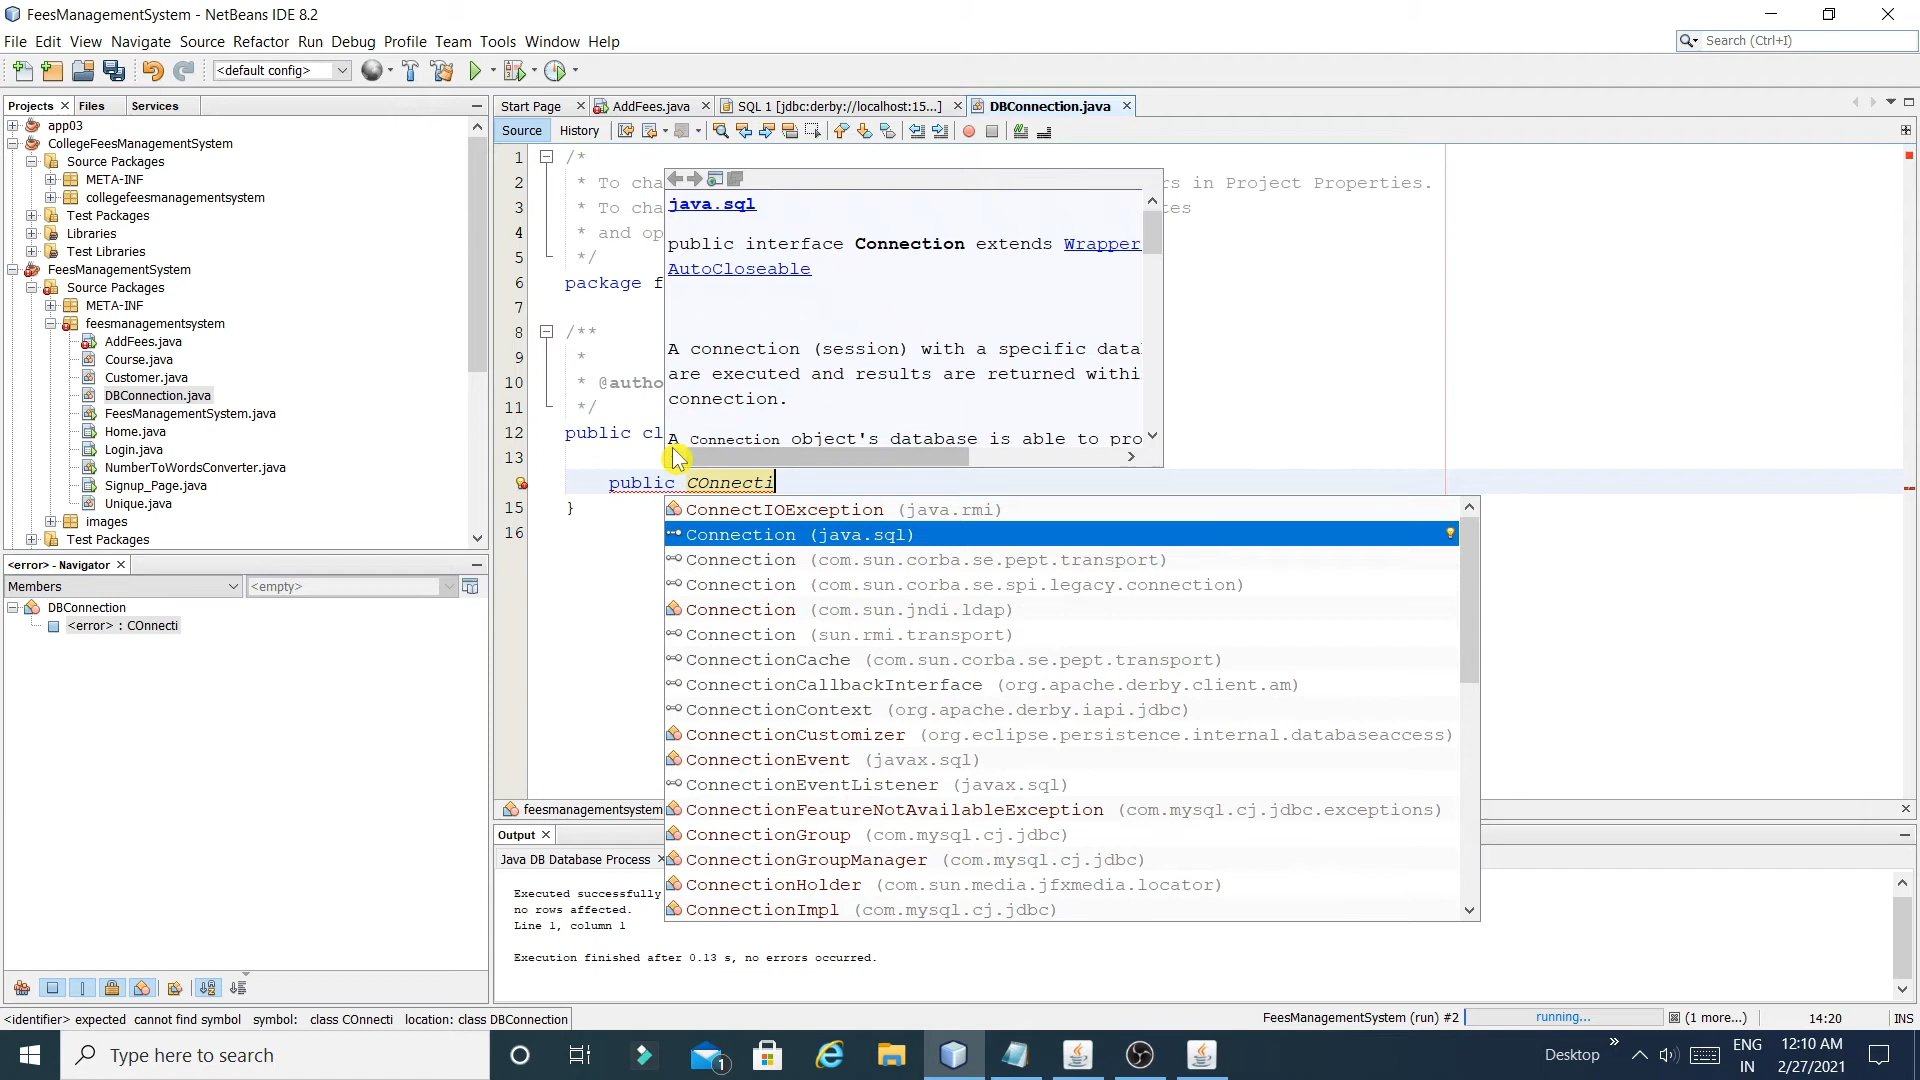 FeesManagementSystem - NetBeans IDE 8.2
File Edit View Navigate Source Refactor Run Debug Profile Team Tools Window Help
Search (Ctrl+I)
<default config>
Projects Files Services
app03
CollegeFeesManagementSystem
Source Packages
META-INF
collegefeesmanagementsystem
Test Packages
Libraries
Test Libraries
FeesManagementSystem
Source Packages
META-INF
feesmanagementsystem
AddFees.java
Course.java
Customer.java
DBConnection.java
FeesManagementSystem.java
Home.java
Login.java
NumberToWordsConverter.java
Signup_Page.java
Unique.java
images
Test Packages
<error> - Navigator
Members <empty>
DBConnection
<error> : COnnecti
Start Page AddFees.java SQL 1 [jdbc:derby://localhost:15...] DBConnection.java
Source History
1 /*
2 * To cha rs in Project Properties.
3 * To cha tes
4 * and op
5 */
6 package f
7
8 /**
9 *
10 * @autho
11 */
12 public cl
13
public COnnecti
15 }
16
java.sql
public interface Connection extends Wrapper
AutoCloseable
A connection (session) with a specific data
are executed and results are returned withi
connection.
A Connection object's database is able to pro
ConnectIOException (java.rmi)
Connection (java.sql)
Connection (com.sun.corba.se.pept.transport)
Connection (com.sun.corba.se.spi.legacy.connection)
Connection (com.sun.jndi.ldap)
Connection (sun.rmi.transport)
ConnectionCache (com.sun.corba.se.pept.transport)
ConnectionCallbackInterface (org.apache.derby.client.am)
ConnectionContext (org.apache.derby.iapi.jdbc)
ConnectionCustomizer (org.eclipse.persistence.internal.databaseaccess)
ConnectionEvent (javax.sql)
ConnectionEventListener (javax.sql)
ConnectionFeatureNotAvailableException (com.mysql.cj.jdbc.exceptions)
ConnectionGroup (com.mysql.cj.jdbc)
ConnectionGroupManager (com.mysql.cj.jdbc)
ConnectionHolder (com.sun.media.jfxmedia.locator)
ConnectionImpl (com.mysql.cj.jdbc)
feesmanagementsystem
Output
Java DB Database Process
Executed successfully
no rows affected.
Line 1, column 1
Execution finished after 0.13 s, no errors occurred.
<identifier> expected cannot find symbol symbol: class COnnecti location: class DBConnection
FeesManagementSystem (run) #2 running... (1 more...) 14:20 INS
Type here to search
1
Desktop
ENG
IN
12:10 AM
2/27/2021